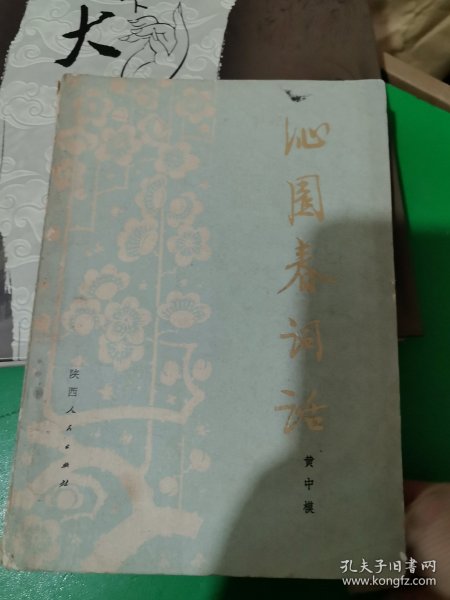 大
沁园春词话
黄中模
陕西人民出版社
孔夫子旧书网
www.kongfz.com